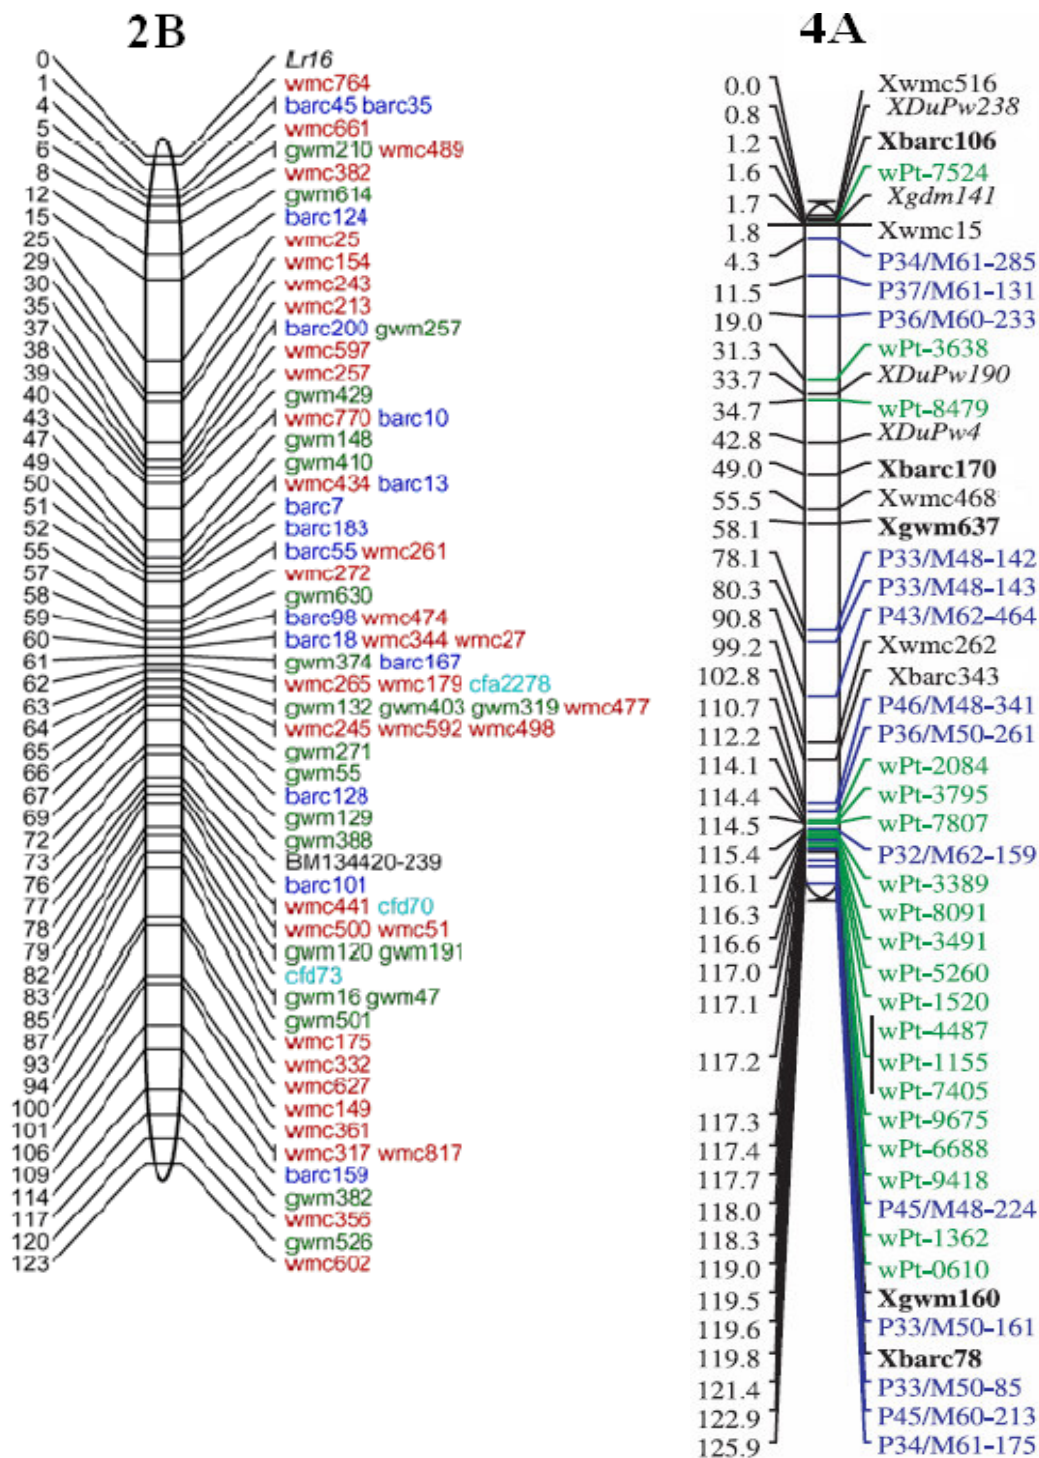 2B
0 Lr16
1 wmc764
4 barc45 barc35
5 wmc661
6 gwm210 wmc489
8 wmc382
12 gwm614
15 barc124
25 wmc25
29 wmc154
30 wmc243
35 wmc213
37 barc200 gwm257
38 wmc597
39 wmc257
40 gwm429
43 wmc770 barc10
47 gwm148
49 gwm410
50 wmc434 barc13
51 barc7
52 barc183
55 barc55 wmc261
57 wmc272
58 gwm630
59 barc98 wmc474
60 barc18 wmc344 wmc27
61 gwm374 barc167
62 wmc265 wmc179 cfa2278
63 gwm132 gwm403 gwm319 wmc477
64 wmc245 wmc592 wmc498
65 gwm271
66 gwm55
67 barc128
69 gwm129
72 gwm388
73 BM134420-239
76 barc101
77 wmc441 cfd70
78 wmc500 wmc51
79 gwm120 gwm191
82 cfd73
83 gwm16 gwm47
85 gwm501
87 wmc175
93 wmc332
94 wmc627
100 wmc149
101 wmc361
106 wmc317 wmc817
109 barc159
114 gwm382
117 wmc356
120 gwm526
123 wmc602
4A
0.0 Xwmc516
0.8 XDuPw238
1.2 Xbarc106
1.6 wPt-7524
1.7 Xgdm141
1.8 Xwmc15
4.3 P34/M61-285
11.5 P37/M61-131
19.0 P36/M60-233
31.3 wPt-3638
33.7 XDuPw190
34.7 wPt-8479
42.8 XDuPw4
49.0 Xbarc170
55.5 Xwmc468
58.1 Xgwm637
78.1 P33/M48-142
80.3 P33/M48-143
90.8 P43/M62-464
99.2 Xwmc262
102.8 Xbarc343
110.7 P46/M48-341
112.2 P36/M50-261
114.1 wPt-2084
114.4 wPt-3795
114.5 wPt-7807
115.4 P32/M62-159
116.1 wPt-3389
116.3 wPt-8091
116.6 wPt-3491
117.0 wPt-5260
117.1 wPt-1520
wPt-4487
117.2 wPt-1155
wPt-7405
117.3 wPt-9675
117.4 wPt-6688
117.7 wPt-9418
118.0 P45/M48-224
118.3 wPt-1362
119.0 wPt-0610
119.5 Xgwm160
119.6 P33/M50-161
119.8 Xbarc78
121.4 P33/M50-85
122.9 P45/M60-213
125.9 P34/M61-175